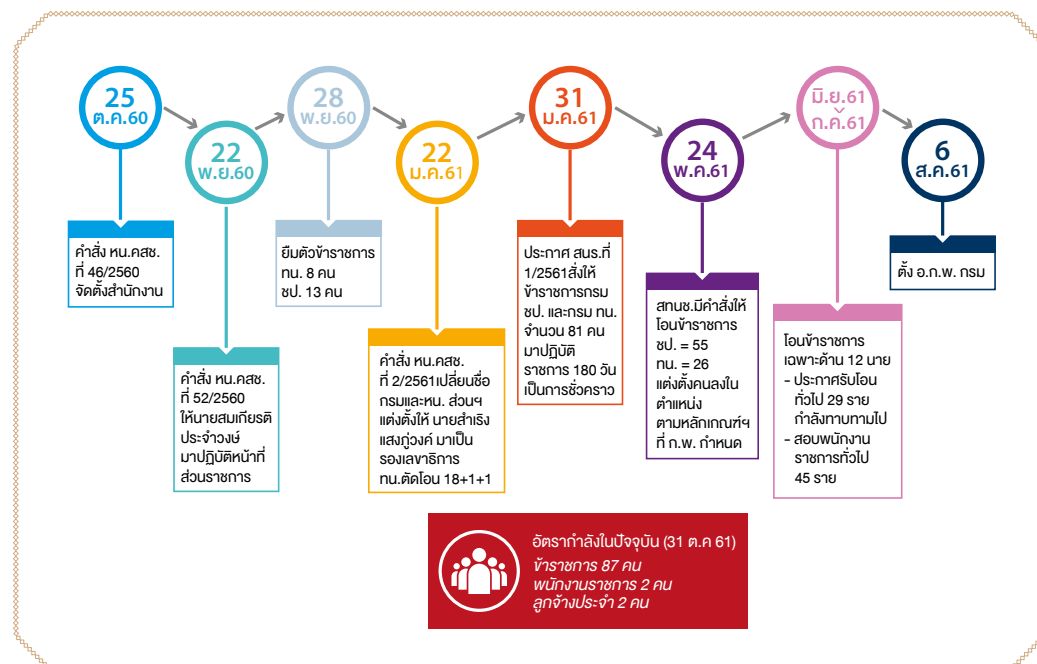 25
ต.ค.60
คำสั่ง หน.คสช.
ที่ 46/2560
จัดตั้งสำนักงาน
22
พ.ย.60
คำสั่ง หน.คสช.
ที่ 52/2560
ให้นายสมเกียรติ
ประจำวงษ์
มาปฏิบัติหน้าที่
ส่วนราชการ
28
พ.ย.60
ยืมตัวข้าราชการ
ทน. 8 คน
ชป. 13 คน
22
ม.ค.61
คำสั่ง หน.คสช.
ที่ 2/2561เปลี่ยนชื่อ
กรมและหน. ส่วนฯ
แต่งตั้งให้ นายสำเริง
แสงภู่วงค์ มาเป็น
รองเลขาธิการ
ทน.ตัดโอน 18+1+1
31
ม.ค.61
ประกาศ สนร.ที่
1/2561สั่งให้
ข้าราชการกรม
ชป. และกรม ทน.
จำนวน 81 คน
มาปฏิบัติ
ราชการ 180 วัน
เป็นการชั่วคราว
24
พ.ค.61
สทนช.มีคำสั่งให้
โอนข้าราชการ
ชป. = 55
ทน. = 26
แต่งตั้งคนลงใน
ตำแหน่ง
ตามหลักเกณฑ์ฯ
ที่ ก.พ. กำหนด
มิ.ย.61
ก.ค.61
โอนข้าราชการ
เฉพาะด้าน 12 นาย
- ประกาศรับโอน
ทั่วไป 29 ราย
กำลังทาบทามไป
- สอบพนักงาน
ราชการทั่วไป
45 ราย
6
ส.ค.61
ตั้ง อ.ก.พ. กรม
อัตรากำลังในปัจจุบัน (31 ต.ค 61)
ข้าราชการ 87 คน
พนักงานราชการ 2 คน
ลูกจ้างประจำ 2 คน